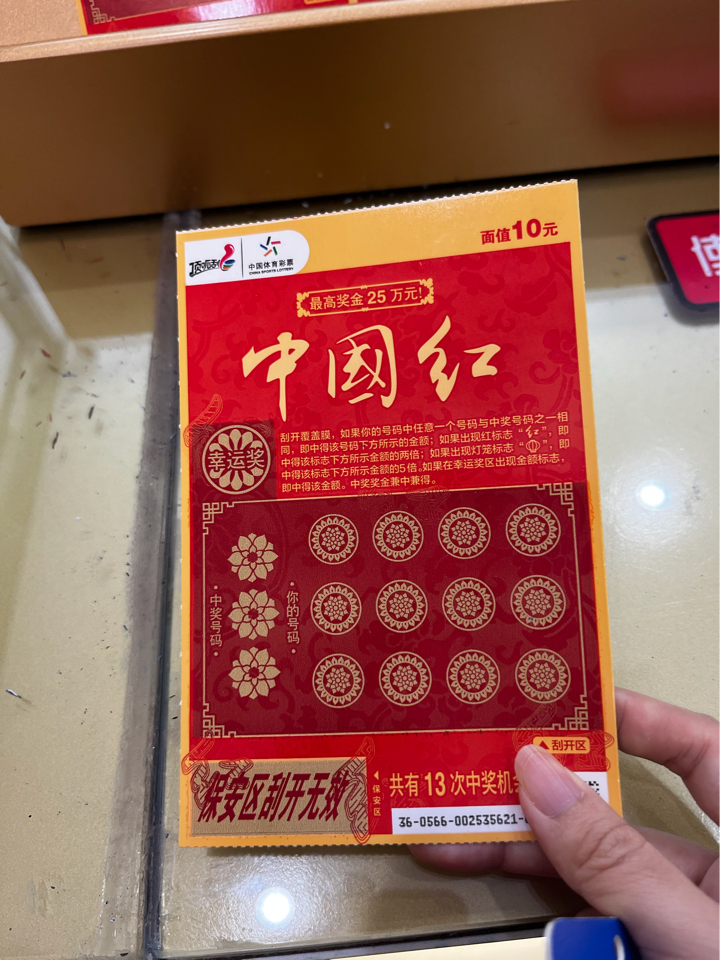 顶呱刮
中国体育彩票
CHINA SPORTS LOTTERY
面值10元
最高奖金 25 万元!
中國红
刮开覆盖膜,如果你的号码中任意一个号码与中奖号码之一相
同,即中得该号码下方所示的金额;如果出现红标志“红”,即
中得该标志下方所示金额的两倍;如果出现灯笼标志“
”,即
中得该标志下方所示金额的5倍。如果在幸运奖区出现金额标志,
即中得该金额。中奖奖金兼中兼得。
幸运奖
中奖号码
你的号码
刮开区
保安区刮开无效
保安区
共有 13 次中奖机
36-0566-002535621-